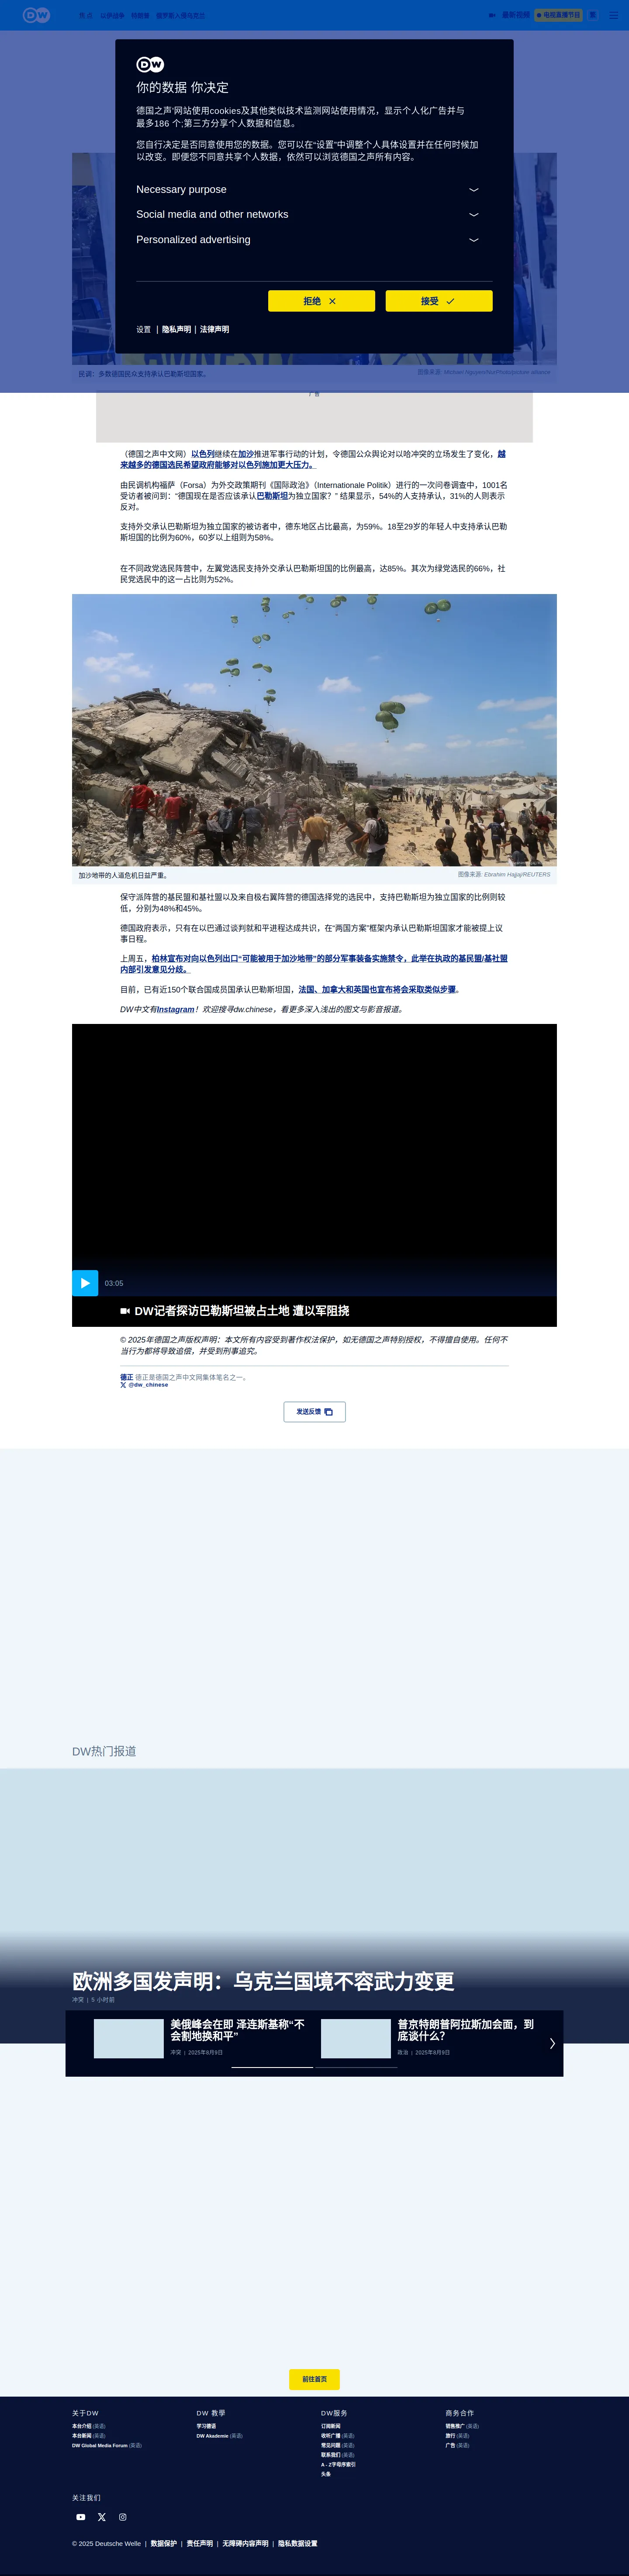 DW
热点 以伊战争 俄乌
最新视频 电视直播节目
DW
你的数据 你决定
德国之声'网站使用cookies及其他类似技术监测网站使用情况，显示个人化广告并与
最多186 个;第三方分享个人数据和信息。
您自行决定是否同意使用您的数据。您可以在“设置”中调整个人具体设置并在任何时候加
以改变。即便您不同意共享个人数据，依然可以浏览德国之声所有内容。
Necessary purpose
Social media and other networks
Personalized advertising
拒绝
接受
设置 | 隐私声明 | 法律声明
民调：多数德国民众支持承认巴勒斯坦国家。
图像来源: Michael Nguyen/NurPhoto/picture alliance
广告
（德国之声中文网）以色列继续在加沙推进军事行动的计划，令德国公众舆论对以哈冲突的立场发生了变化，越
来越多的德国选民希望政府能够对以色列施加更大压力。
由民调机构福萨（Forsa）为外交政策期刊《国际政治》（Internationale Politik）进行的一次问卷调查中，1001名
受访者被问到：“德国现在是否应该承认巴勒斯坦为独立国家？” 结果显示，54%的人支持承认，31%的人则表示
反对。
支持外交承认巴勒斯坦为独立国家的被访者中，德东地区占比最高，为59%。18至29岁的年轻人中支持承认巴勒
斯坦国的比例为60%，60岁以上组则为58%。
在不同政党选民阵营中，左翼党选民支持外交承认巴勒斯坦国的比例最高，达85%。其次为绿党选民的66%，社
民党选民中的这一占比则为52%。
加沙地带的人道危机日益严重。
图像来源: Ebrahim Hajjaj/REUTERS
保守派阵营的基民盟和基社盟以及来自极右翼阵营的德国选择党的选民中，支持巴勒斯坦为独立国家的比例则较
低，分别为48%和45%。
德国政府表示，只有在以巴通过谈判就和平进程达成共识，在“两国方案”框架内承认巴勒斯坦国家才能被提上议
事日程。
上周五，柏林宣布对向以色列出口“可能被用于加沙地带”的部分军事装备实施禁令，此举在执政的基民盟/基社盟
内部引发意见分歧。
目前，已有近150个联合国成员国承认巴勒斯坦国，法国、加拿大和英国也宣布将会采取类似步骤。
DW中文有Instagram！欢迎搜寻dw.chinese，看更多深入浅出的图文与影音报道。
03:05
DW记者探访巴勒斯坦被占土地 遭以军阻挠
© 2025年德国之声版权声明：本文所有内容受到著作权法保护，如无德国之声特别授权，不得擅自使用。任何不
当行为都将导致追偿，并受到刑事追究。
德正 德正是德国之声中文网集体笔名之一。
@dw_chinese
发送反馈
DW热门报道
欧洲多国发声明：乌克兰国境不容武力变更
冲突 | 5 小时前
美俄峰会在即 泽连斯基称“不
会割地换和平”
冲突 | 2025年8月9日
普京特朗普阿拉斯加会面，到
底谈什么？
政治 | 2025年8月9日
前往首页
关于DW
本台介绍 (英语)
本台新闻 (英语)
DW Global Media Forum (英语)
DW 教學
学习德语
DW Akademie (英语)
DW服务
订阅新闻
收听广播 (英语)
常见问题 (英语)
联系我们 (英语)
A - Z字母序索引
头条
商务合作
销售推广 (英语)
旅行 (英语)
广告 (英语)
关注我们
© 2025 Deutsche Welle | 数据保护 | 责任声明 | 无障碍内容声明 | 隐私数据设置